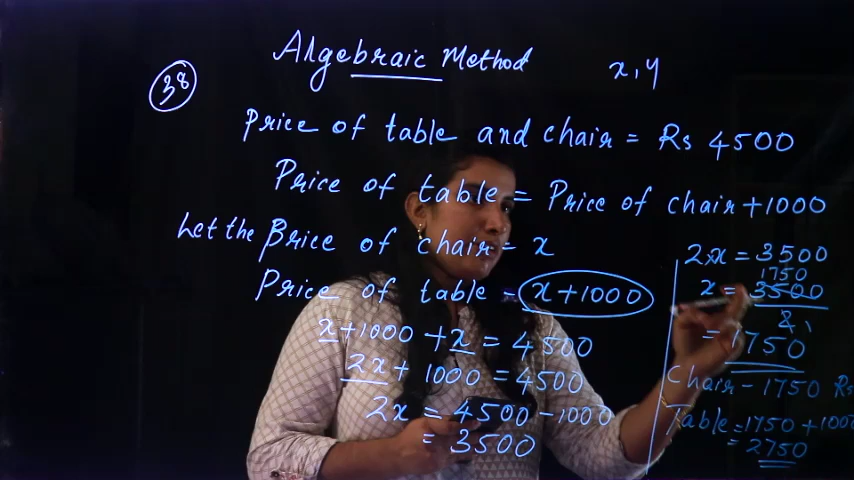 Algebraic Method
x, y
38
Price of table and chair = Rs 4500
Price of table = Price of chair + 1000
Let the Price of chair = x
Price of table = x + 1000
x + 1000 + x = 4500
2x + 1000 = 4500
2x = 4500 - 1000
= 3500
2x = 3500
1750
x = 3500
2
= 1750
Chair - 1750 Rs
Table = 1750 + 1000
= 2750